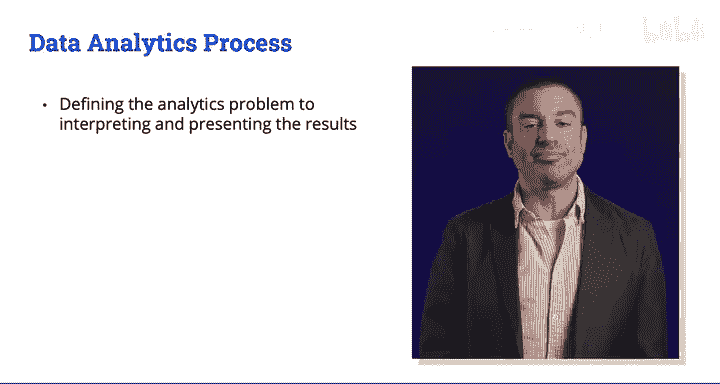 Data Analytics Process
• Defining the analytics problem to
interpreting and presenting the results